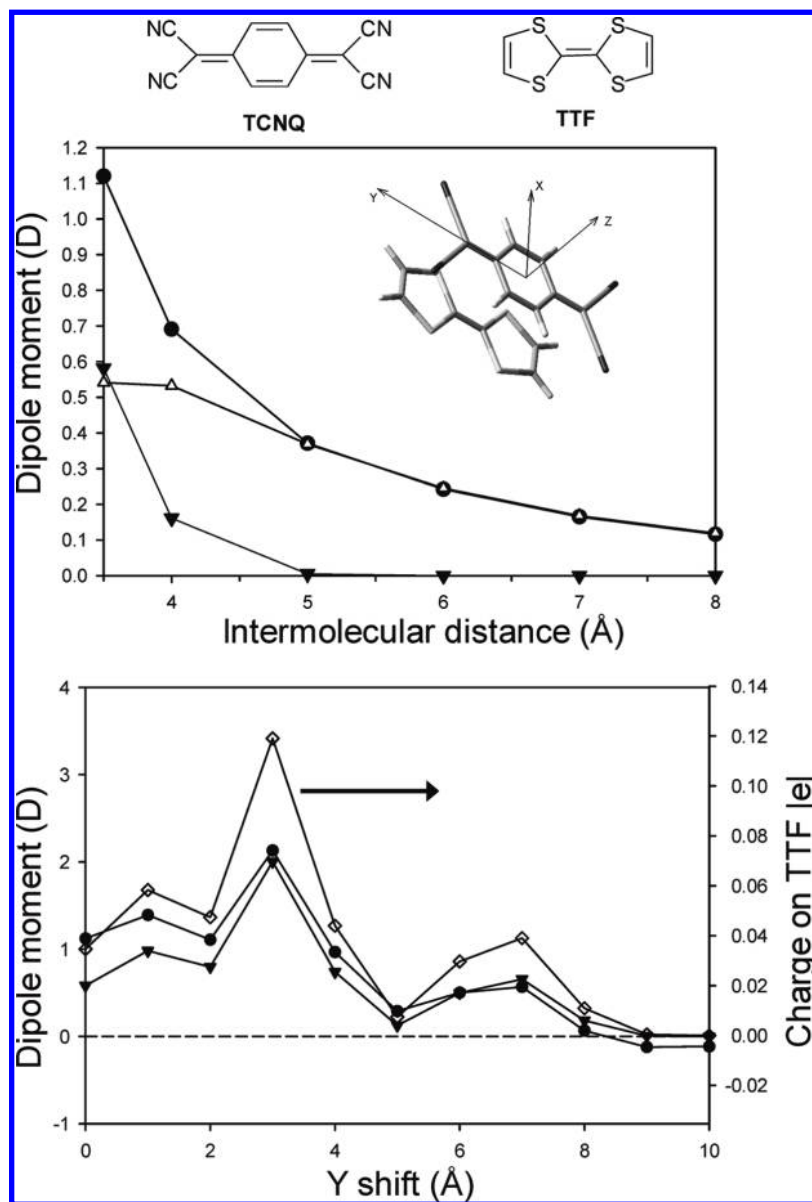 NC CN S S
NC CN S S
TCNQ TTF
1.2
1.1
1.0
0.9
0.8
0.7
0.6
0.5
0.4
0.3
0.2
0.1
0.0
Dipole moment (D)
Y X Z
4 5 6 7 8
Intermolecular distance (Å)
4
3
2
1
0
-1
Dipole moment (D)
0.14
0.12
0.10
0.08
0.06
0.04
0.02
0.00
-0.02
Charge on TTF lel
0 2 4 6 8 10
Y shift (Å)